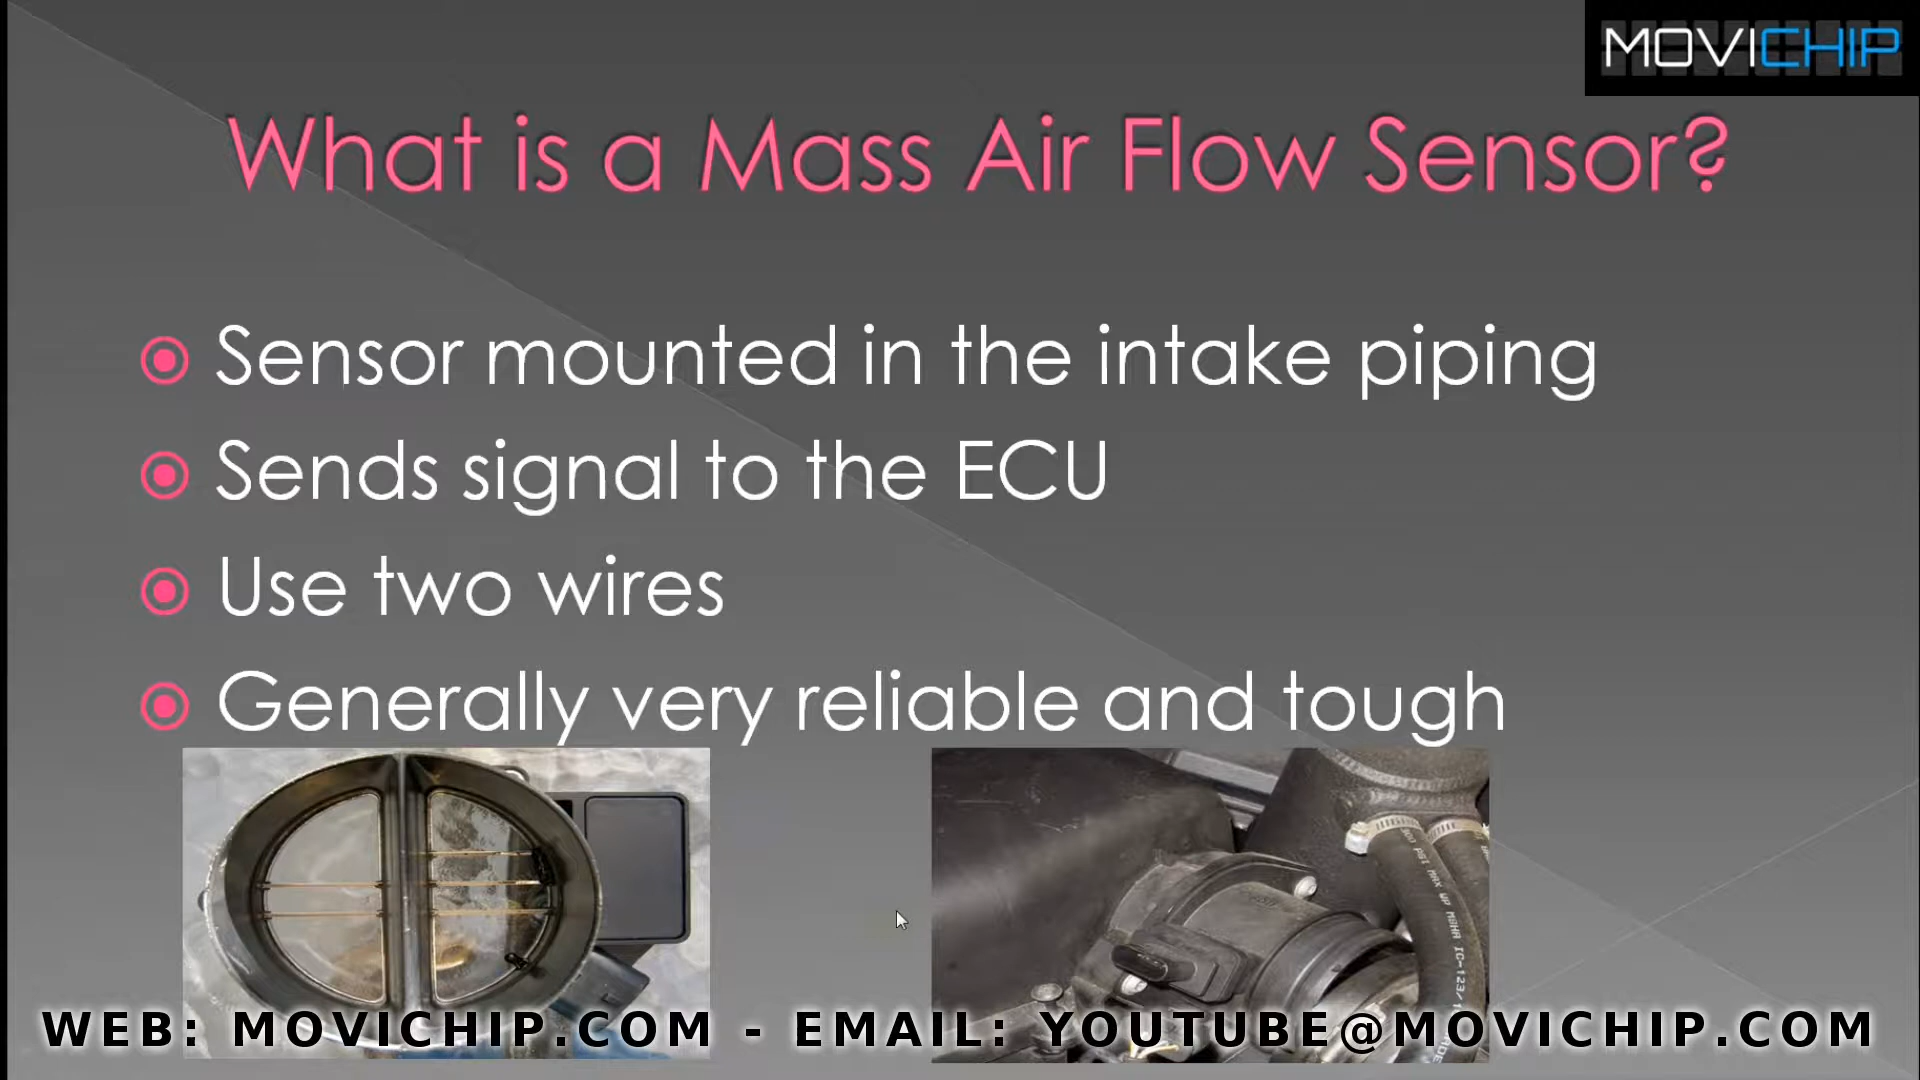 MOVICHIP
What is a Mass Air Flow Sensor?
Sensor mounted in the intake piping
Sends signal to the ECU
Use two wires
Generally very reliable and tough
WEB: MOVICHIP.COM - EMAIL: YOUTUBE@MOVICHIP.COM